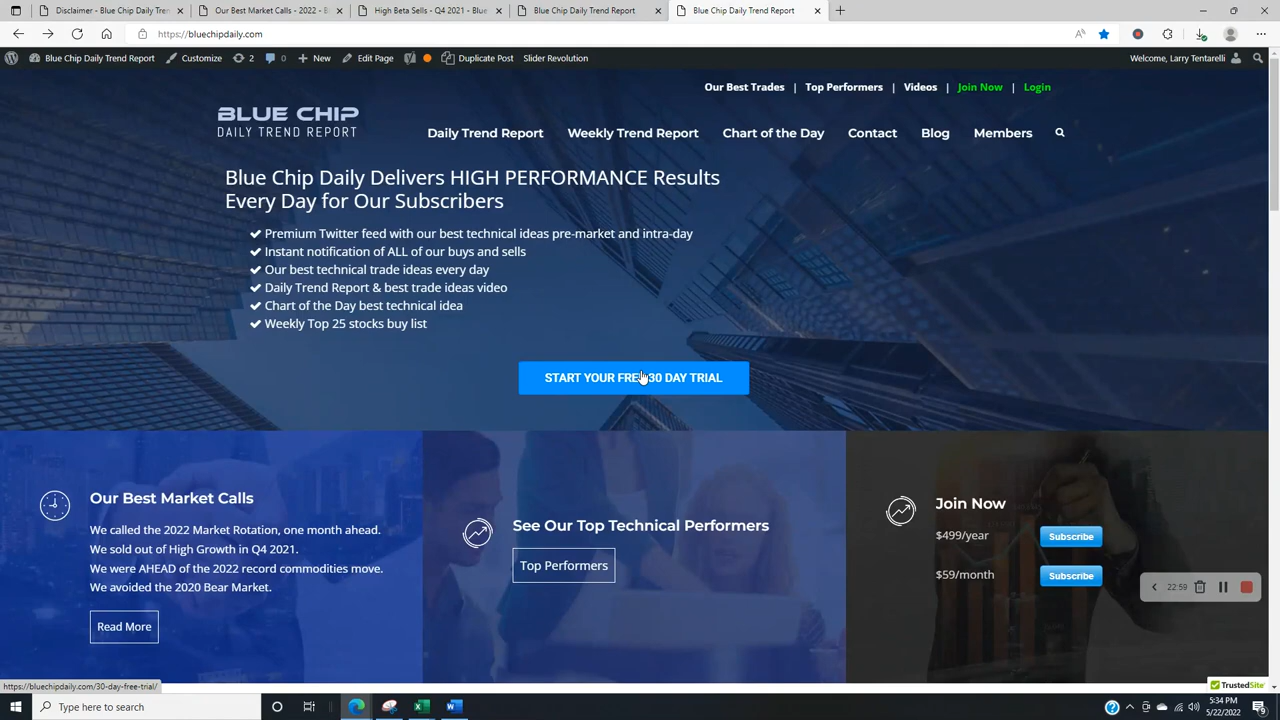 Disclaimer - Blue Chip Daily Tren
Our Best Market Calls - 2022 - B
High Beta Sells - Q4 2021 - Blue
Blue Chip Daily Trend Report
Blue Chip Daily Trend Report
https://bluechipdaily.com
Blue Chip Daily Trend Report
Customize
2
0
New
Edit Page
Duplicate Post
Slider Revolution
Welcome, Larry Tentarelli
Our Best Trades | Top Performers | Videos | Join Now | Login
BLUE CHIP
DAILY TREND REPORT
Daily Trend Report
Weekly Trend Report
Chart of the Day
Contact
Blog
Members
Blue Chip Daily Delivers HIGH PERFORMANCE Results
Every Day for Our Subscribers
Premium Twitter feed with our best technical ideas pre-market and intra-day
Instant notification of ALL of our buys and sells
Our best technical trade ideas every day
Daily Trend Report & best trade ideas video
Chart of the Day best technical idea
Weekly Top 25 stocks buy list
START YOUR FREE 30 DAY TRIAL
Our Best Market Calls
We called the 2022 Market Rotation, one month ahead.
We sold out of High Growth in Q4 2021.
We were AHEAD of the 2022 record commodities move.
We avoided the 2020 Bear Market.
Read More
See Our Top Technical Performers
Top Performers
Join Now
$499/year
Subscribe
$59/month
Subscribe
22:59
https://bluechipdaily.com/30-day-free-trial/
TrustedSite
Type here to search
5:34 PM
5/22/2022